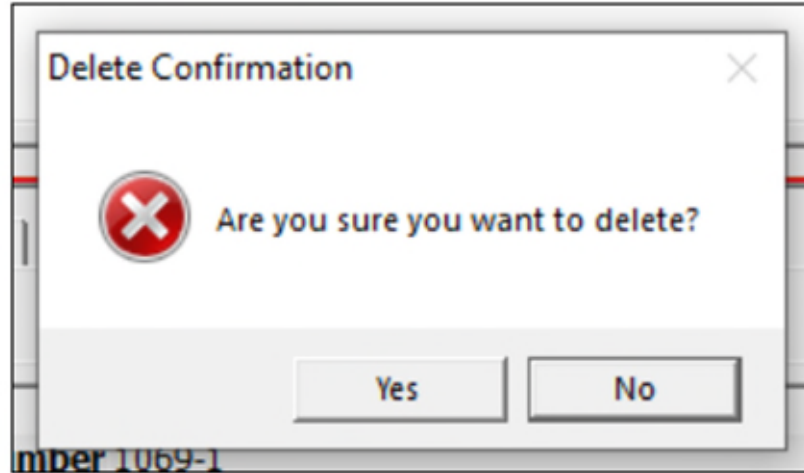 Delete Confirmation
Are you sure you want to delete?
Yes No
mber 1069-1